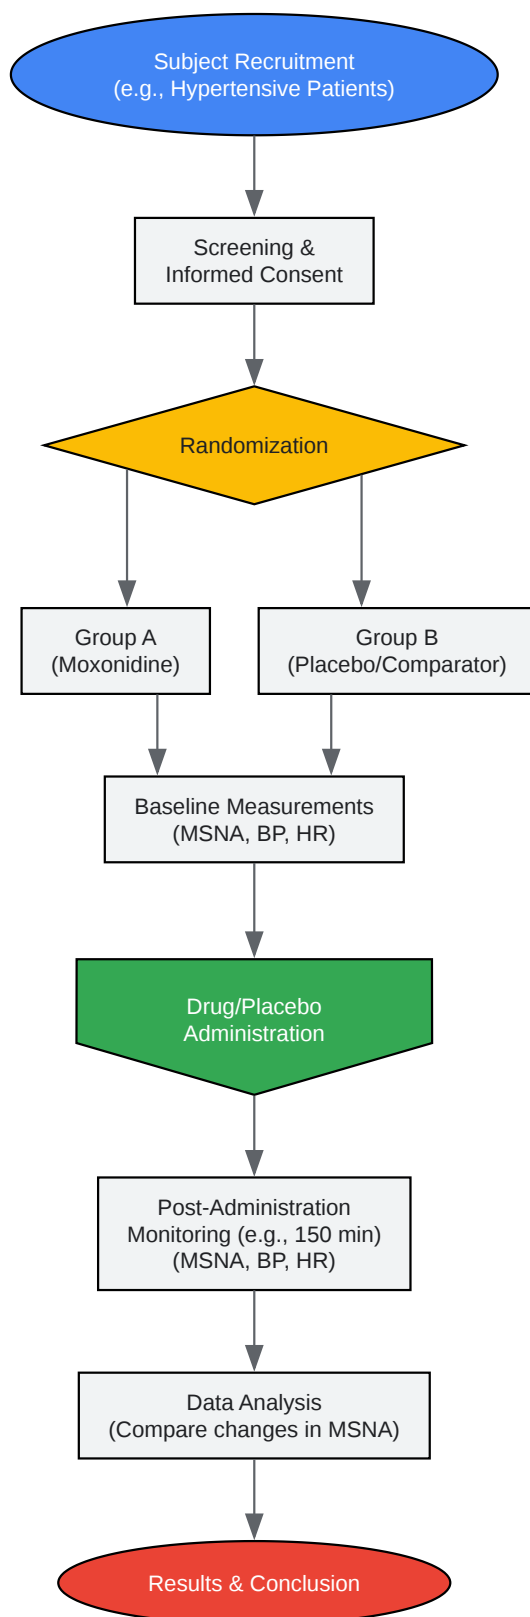 Subject Recruitment
(e.g., Hypertensive Patients)
Screening &
Informed Consent
Randomization
Group A
(Moxonidine)
Group B
(Placebo/Comparator)
Baseline Measurements
(MSNA, BP, HR)
Drug/Placebo
Administration
Post-Administration
Monitoring (e.g., 150 min)
(MSNA, BP, HR)
Data Analysis
(Compare changes in MSNA)
Results & Conclusion